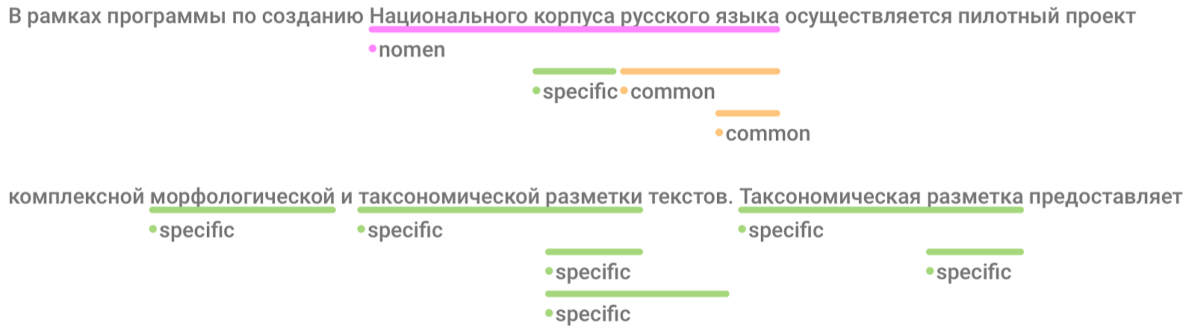 В рамках программы по созданию Национального корпуса русского языка осуществляется пилотный проект
nomen
specific common
common
комплексной морфологической и таксономической разметки текстов. Таксономическая разметка предоставляет
specific specific specific
specific specific
specific